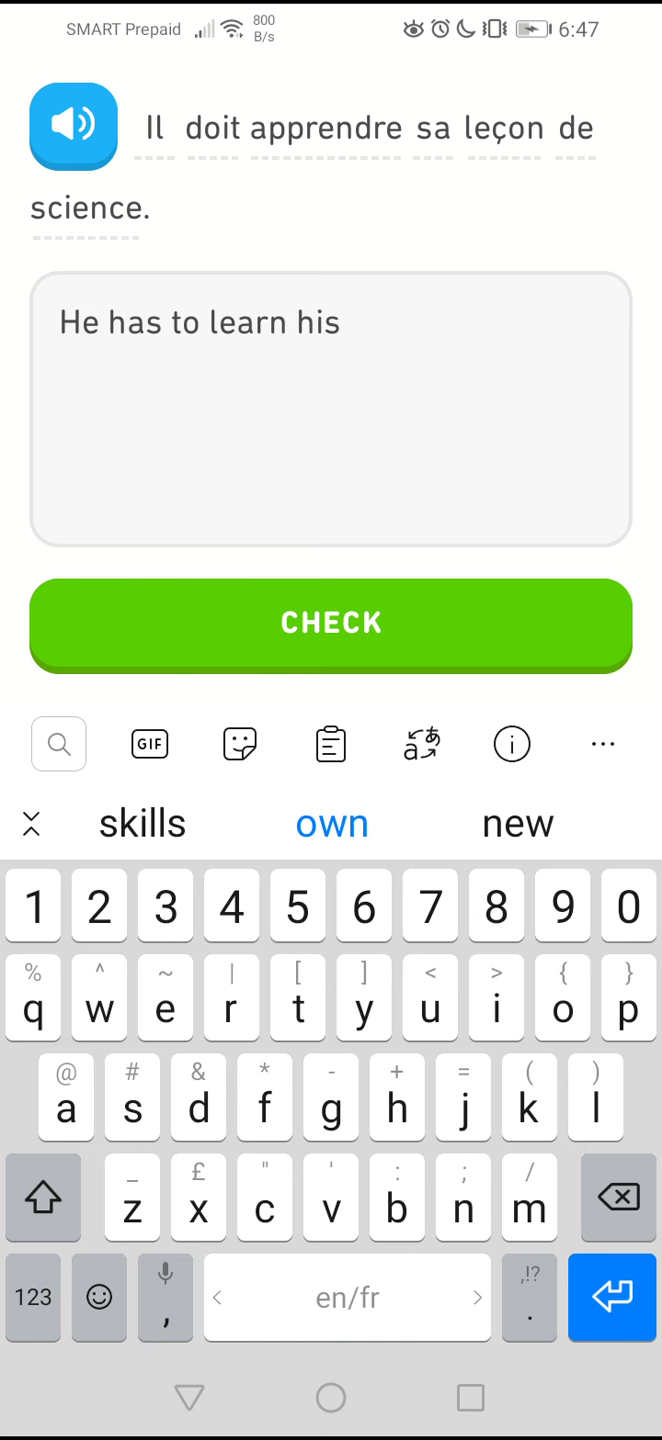 SMART Prepaid 800 B/s 6:47
Il doit apprendre sa leçon de
science.
He has to learn his
CHECK
GIF
skills own new
1 2 3 4 5 6 7 8 9 0
% ^ ~ | [ ] < > { }
q w e r t y u i o p
@ # & * - + = ( )
a s d f g h j k l
_ £ " ' : ; /
z x c v b n m
123 , en/fr ,!? .